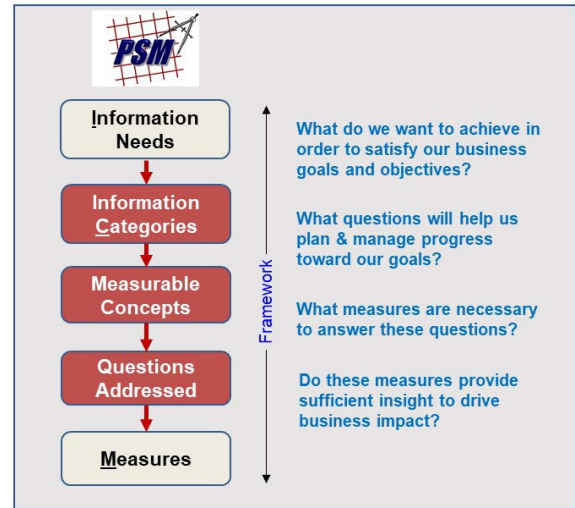 PSM
Information
Needs
Information
Categories
Measurable
Concepts
Questions
Addressed
Measures
Framework
What do we want to achieve in
order to satisfy our business
goals and objectives?
What questions will help us
plan & manage progress
toward our goals?
What measures are necessary
to answer these questions?
Do these measures provide
sufficient insight to drive
business impact?